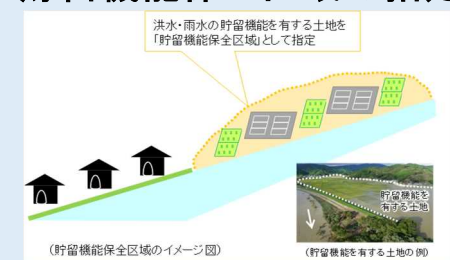 洪水・雨水の貯留機能を有する土地を
「貯留機能保全区域」として指定
貯留機能を
有する土地
（貯留機能保全区域のイメージ図）
（貯留機能を有する土地の例）